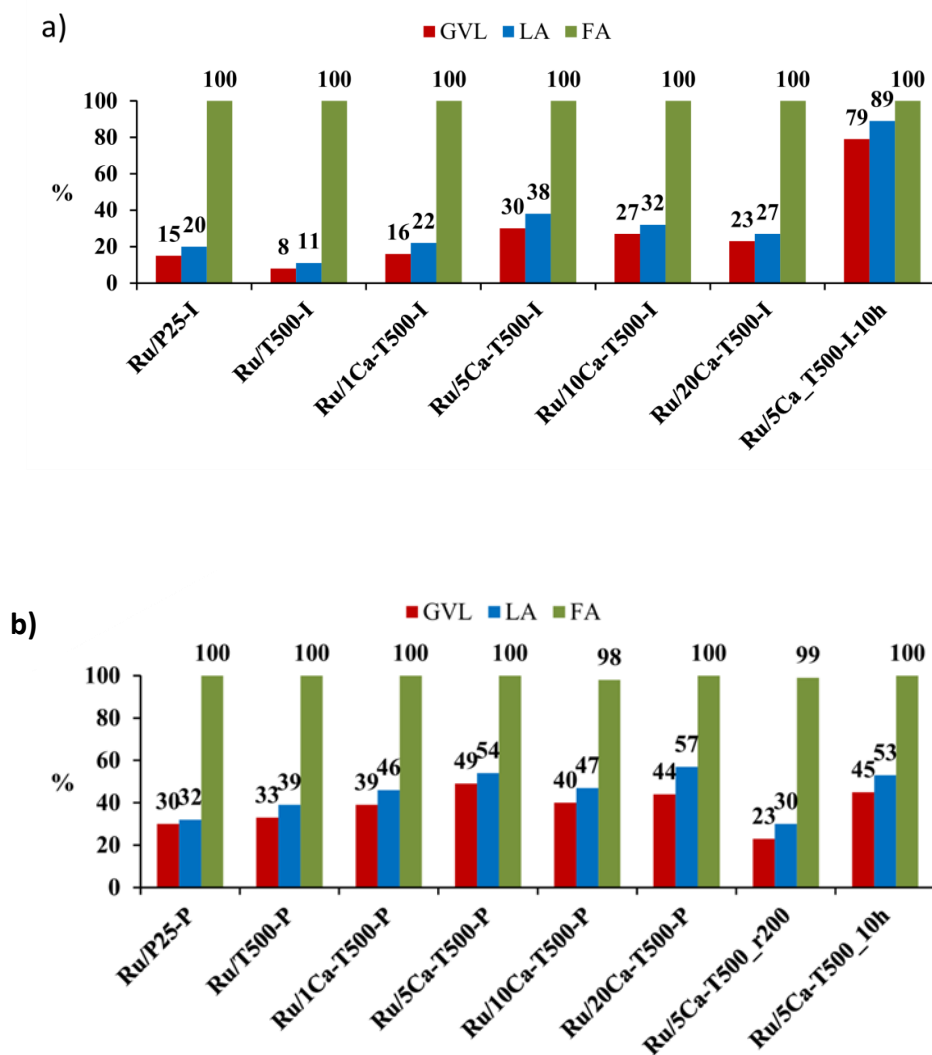 a)
GVL LA FA
100 100 100 100 100 100 100
100
80
60
40
20
0
%
15 20
8 11
16 22
30 38
27 32
23 27
79 89
Ru/P25-I
Ru/T500-I
Ru/1Ca-T500-I
Ru/5Ca-T500-I
Ru/10Ca-T500-I
Ru/20Ca-T500-I
Ru/5Ca_T500-I-10h
b)
GVL LA FA
100 100 100 100 98 100 99 100
100
80
60
40
20
0
%
30 32
33 39
39 46
49 54
40 47
44 57
23 30
45 53
Ru/P25-P
Ru/T500-P
Ru/1Ca-T500-P
Ru/5Ca-T500-P
Ru/10Ca-T500-P
Ru/20Ca-T500-P
Ru/5Ca-T500_r200
Ru/5Ca-T500_10h